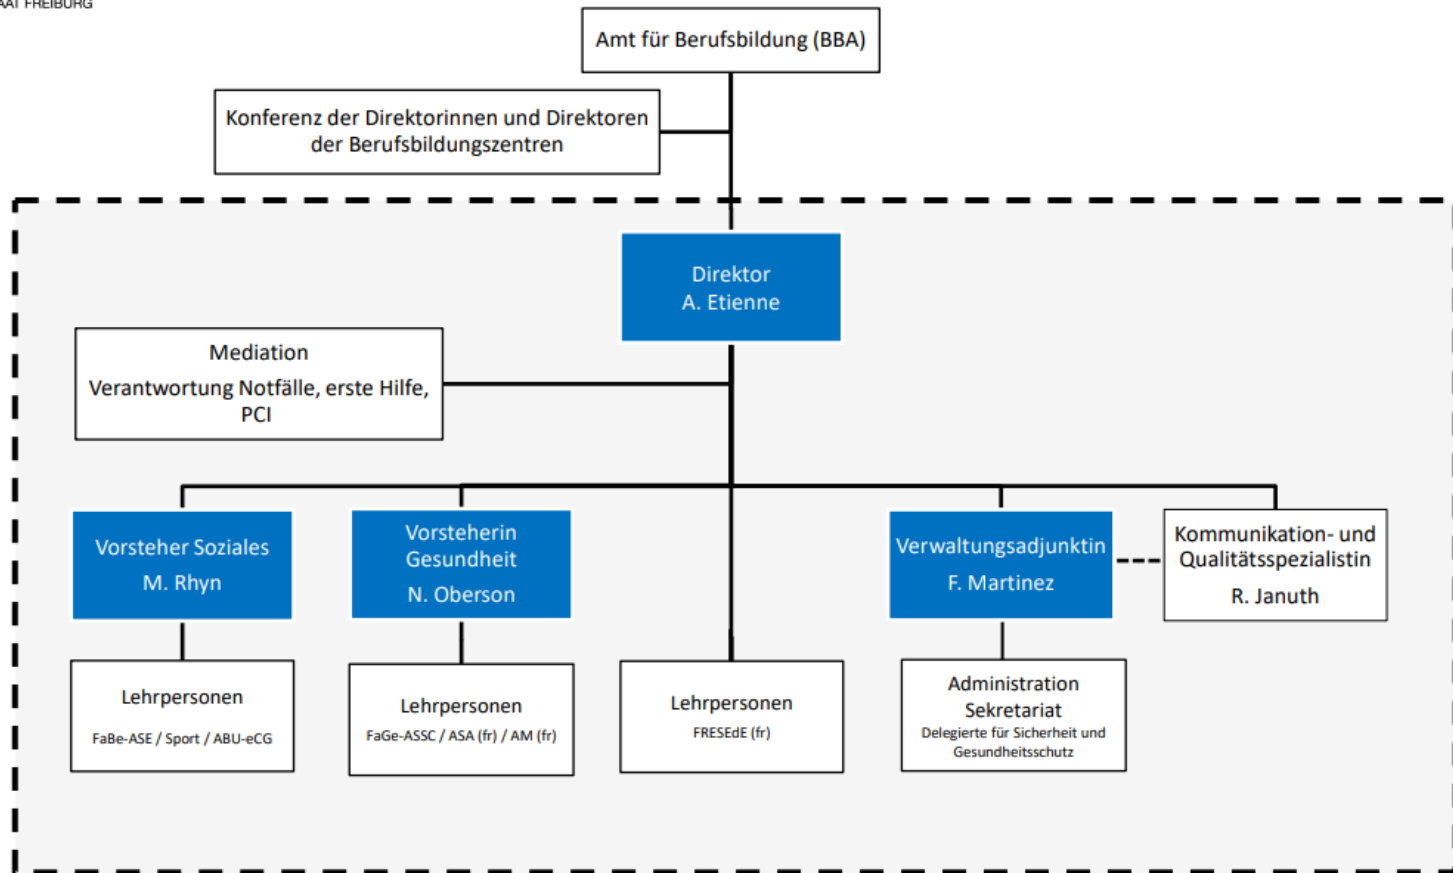 FREIBURG
Amt für Berufsbildung (BBA)
Konferenz der Direktorinnen und Direktoren
der Berufsbildungszentren
Direktor
A. Etienne
Mediation
Verantwortung Notfälle, erste Hilfe,
PCI
Vorsteher Soziales
M. Rhyn
Vorsteherin
Gesundheit
N. Oberson
Verwaltungsadjunktin
F. Martinez
Kommunikation- und
Qualitätsspezialistin
R. Januth
Lehrpersonen
FaBe-ASE / Sport / ABU-eCG
Lehrpersonen
FaGe-ASSC / ASA (fr) / AM (fr)
Lehrpersonen
FRESEdE (fr)
Administration
Sekretariat
Delegierte für Sicherheit und
Gesundheitsschutz